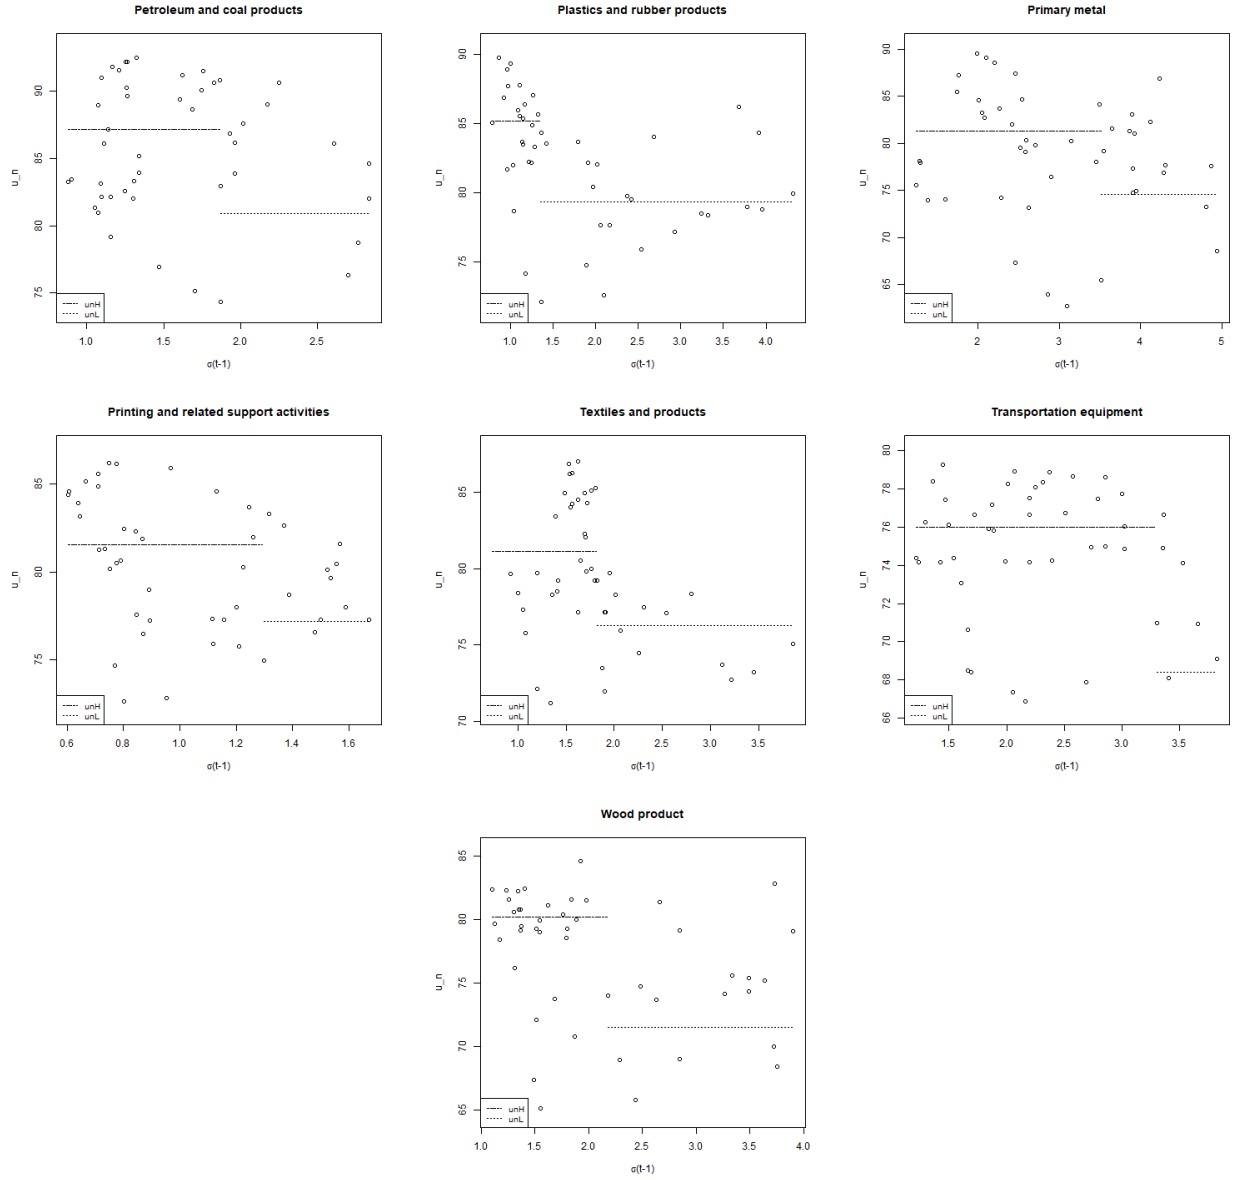 Petroleum and coal products
Plastics and rubber products
Primary metal
u_n
75 80 85 90
unH
unL
1.0 1.5 2.0 2.5
σ(t-1)
u_n
75 80 85 90
unH
unL
1.0 1.5 2.0 2.5 3.0 3.5 4.0
σ(t-1)
u_n
65 70 75 80 85 90
unH
unL
2 3 4 5
σ(t-1)
Printing and related support activities
Textiles and products
Transportation equipment
u_n
75 80 85
unH
unL
0.6 0.8 1.0 1.2 1.4 1.6
σ(t-1)
u_n
70 75 80 85
unH
unL
1.0 1.5 2.0 2.5 3.0 3.5
σ(t-1)
u_n
66 68 70 72 74 76 78 80
unH
unL
1.5 2.0 2.5 3.0 3.5
σ(t-1)
Wood product
u_n
65 70 75 80 85
unH
unL
1.0 1.5 2.0 2.5 3.0 3.5 4.0
σ(t-1)